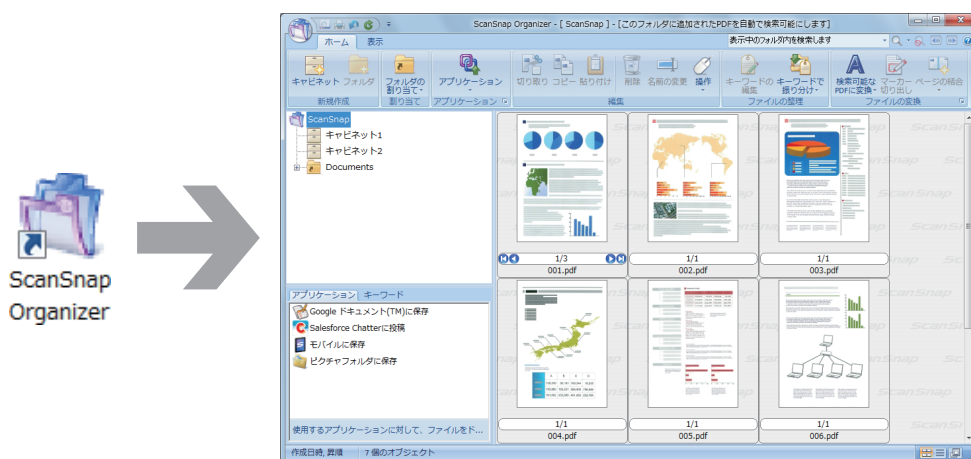 ScanSnap
Organizer
ScanSnap Organizer - [ ScanSnap ] - [このフォルダに追加されたPDFを自動で検索可能にします]
ホーム 表示
表示中のフォルダ内を検索します
キャビネット フォルダ
新規作成
フォルダの
割り当て
割り当て
アプリケーション
アプリケーション
切り取り コピー 貼り付け 削除 名前の変更 操作
編集
キーワードの
編集
キーワードで
振り分け
ファイルの整理
検索可能な
PDFに変換
マーカー
切り出し
ページの結合
ファイルの変換
ScanSnap
キャビネット1
キャビネット2
Documents
アプリケーション キーワード
Google ドキュメント(TM)に保存
Salesforce Chatterに投稿
モバイルに保存
ピクチャフォルダに保存
使用するアプリケーションに対して、ファイルをド...
1/3
001.pdf
1/1
002.pdf
1/1
003.pdf
1/1
004.pdf
1/1
005.pdf
1/1
006.pdf
作成日時, 昇順 7 個のオブジェクト